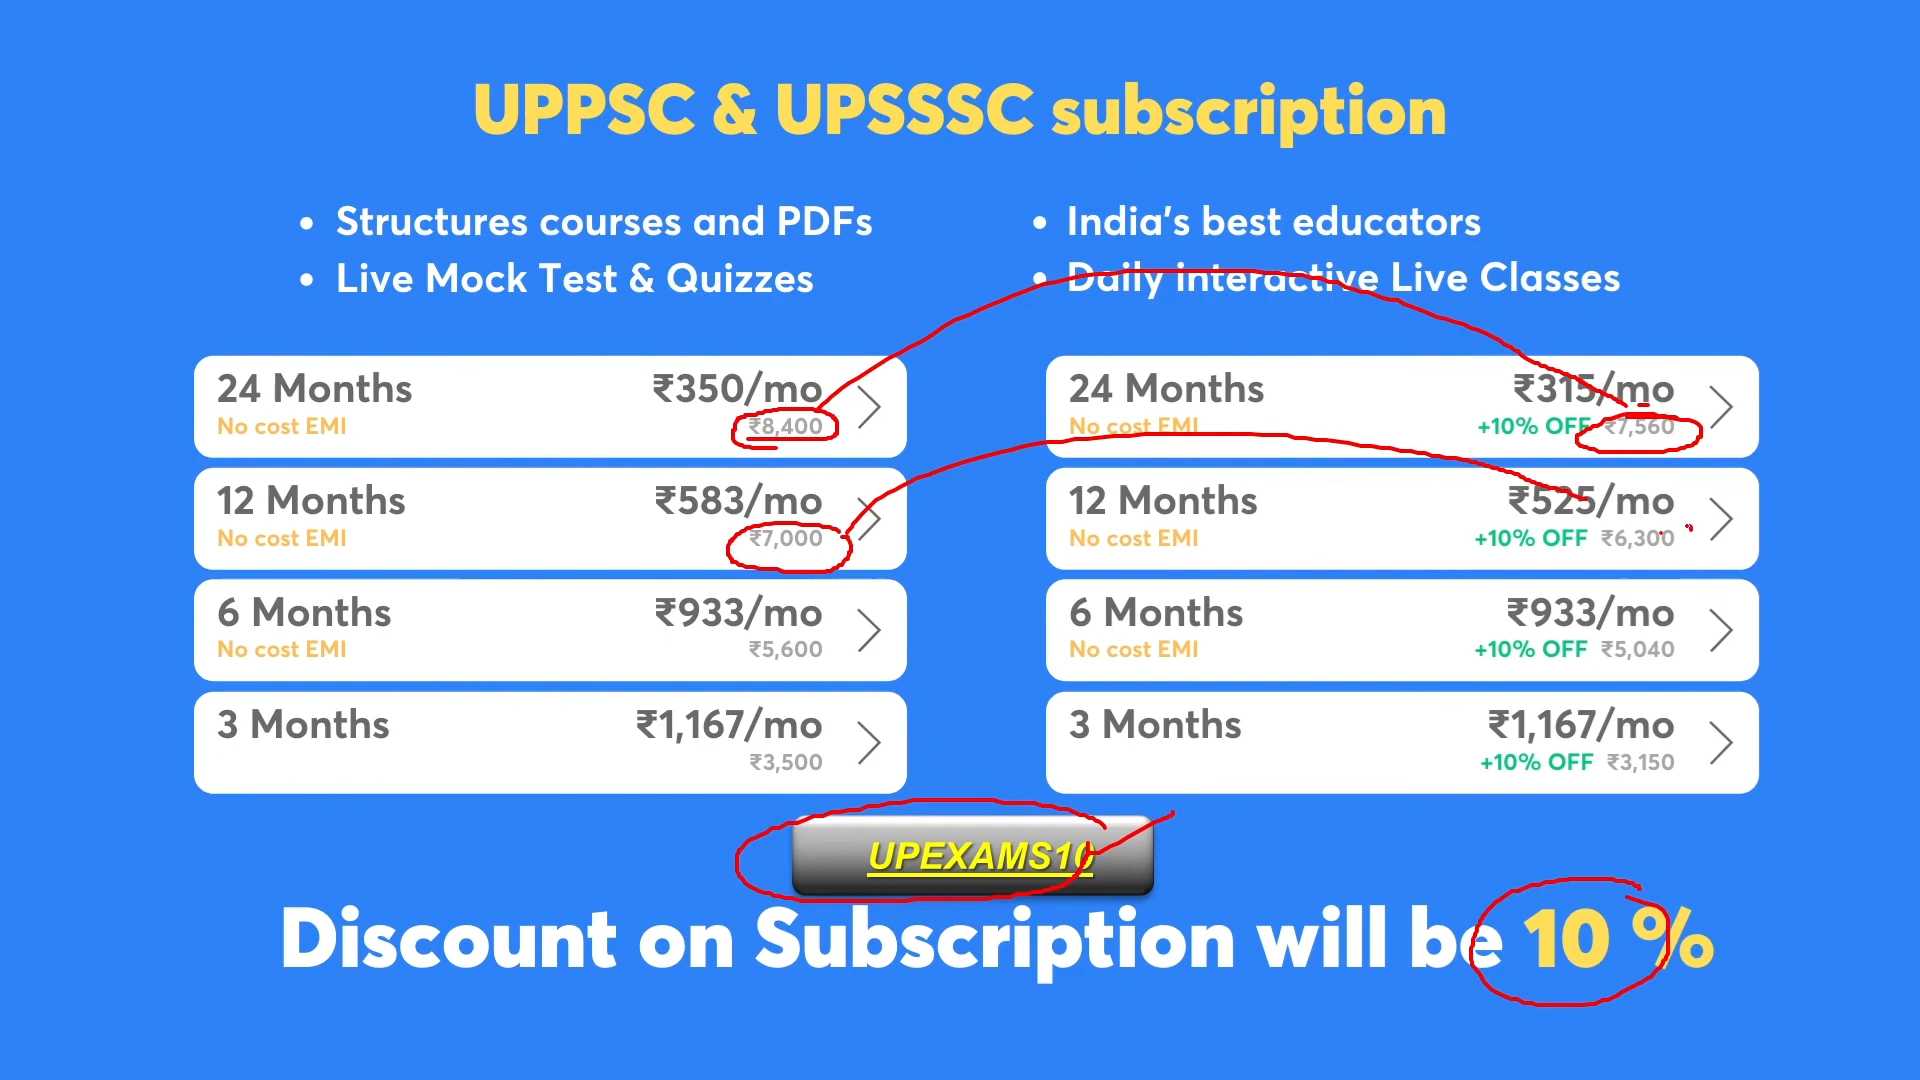 UPPSC & UPSSSC subscription
• Structures courses and PDFs
• Live Mock Test & Quizzes
• India's best educators
• Daily interactive Live Classes
24 Months ₹350/mo
No cost EMI ₹8,400
12 Months ₹583/mo
No cost EMI ₹7,000
6 Months ₹933/mo
No cost EMI ₹5,600
3 Months ₹1,167/mo
₹3,500
24 Months ₹315/mo
No cost EMI +10% OFF ₹7,560
12 Months ₹525/mo
No cost EMI +10% OFF ₹6,300
6 Months ₹933/mo
No cost EMI +10% OFF ₹5,040
3 Months ₹1,167/mo
+10% OFF ₹3,150
UPEXAMS10
Discount on Subscription will be 10 %